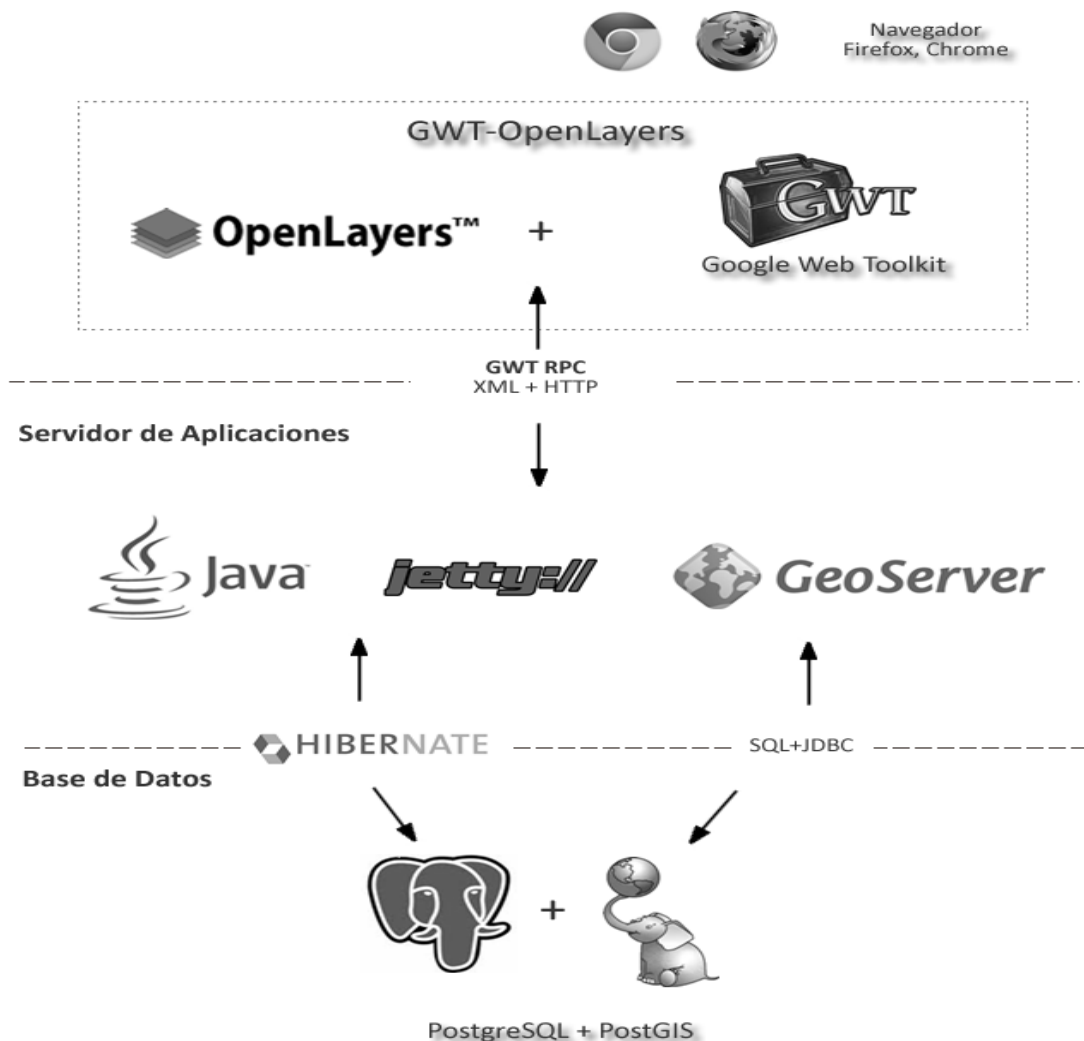 Navegador
Firefox, Chrome
GWT-OpenLayers
OpenLayers™
+
GWT
Google Web Toolkit
GWT RPC
XML + HTTP
Servidor de Aplicaciones
Java™
jetty://
GeoServer
HIBERNATE
SQL+JDBC
Base de Datos
+
PostgreSQL + PostGIS